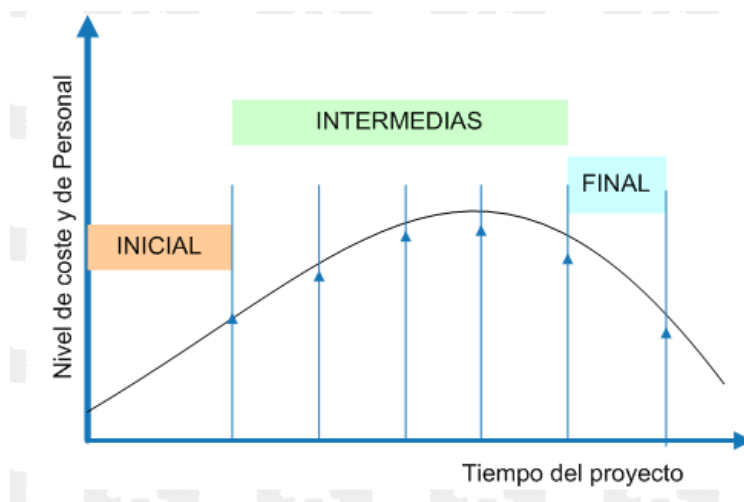 Nivel de coste y de Personal
INTERMEDIAS
FINAL
INICIAL
Tiempo del proyecto